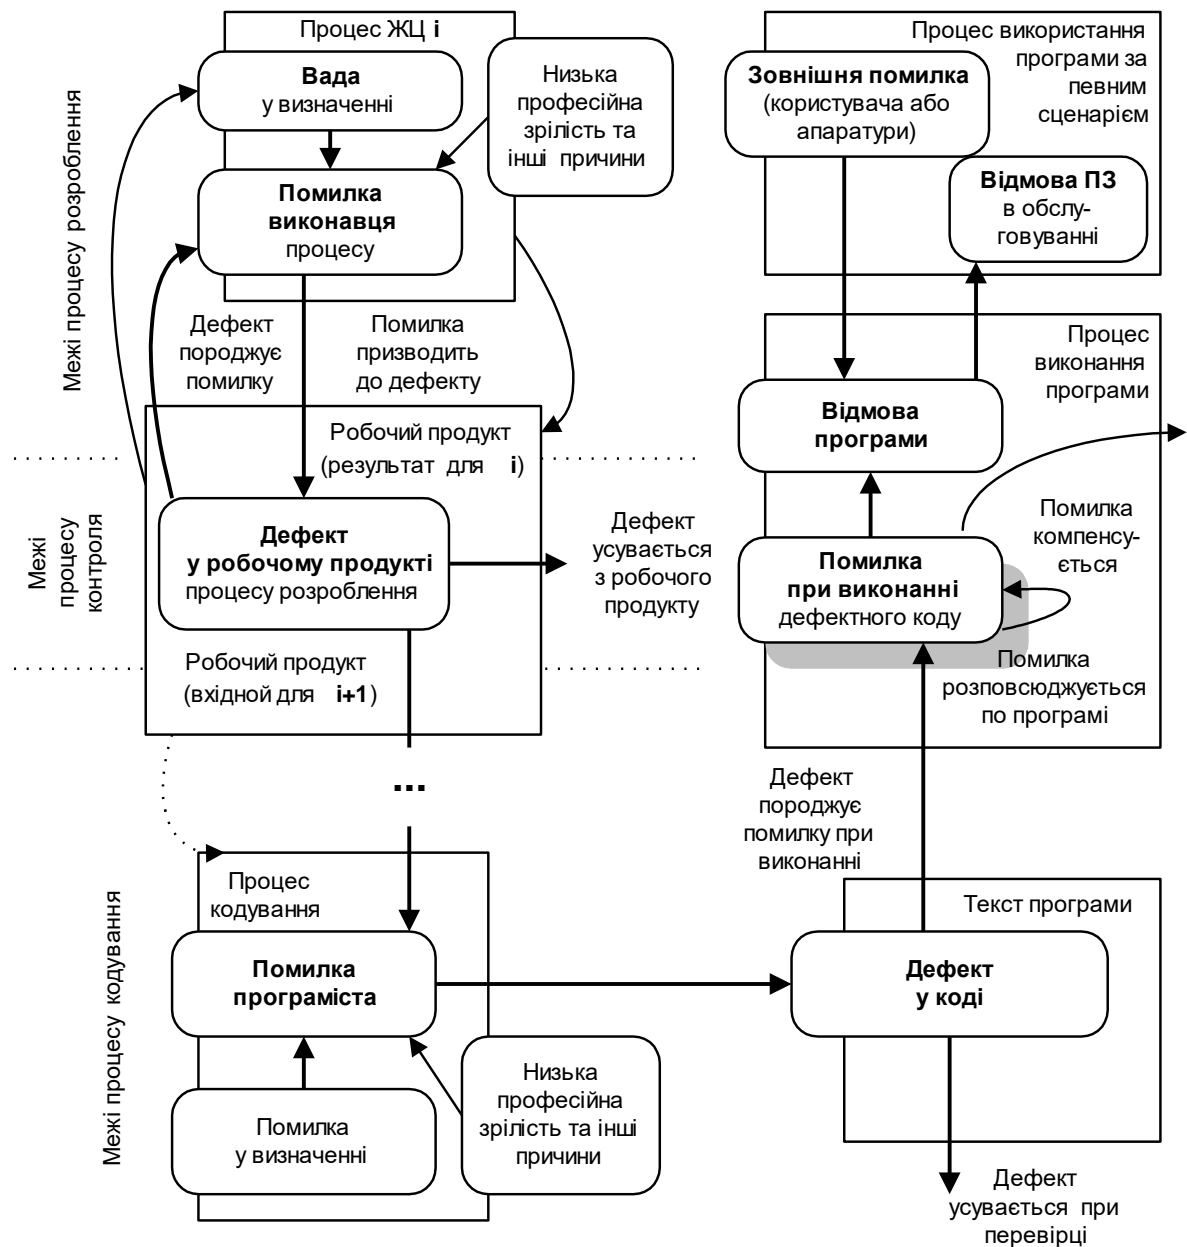 Процес ЖЦ i
Вада
у визначенні
Низька
професійна
зрілість та
інші причини
Помилка
виконавця
процесу
Межі процесу розроблення
Дефект
породжує
помилку
Помилка
призводить
до дефекту
Робочий продукт
(результат для i)
Межі
процесу
контроля
Дефект
у робочому продукті
процесу розроблення
Дефект
усувається
з робочого
продукту
Робочий продукт
(вхідной для i+1)
...
Межі процесу кодування
Процес
кодування
Помилка
програміста
Помилка
у визначенні
Низька
професійна
зрілість та інші
причини
Процес використання
програми за
певним
сценарієм
Зовнішня помилка
(користувача або
апаратури)
Відмова ПЗ
в обслу-
говуванні
Процес
виконання
програми
Відмова
програми
Помилка
компенсу-
ється
Помилка
при виконанні
дефектного коду
Помилка
розповсюджується
по програмі
Дефект
породжує
помилку при
виконанні
Текст програми
Дефект
у коді
Дефект
усувається при
перевірці